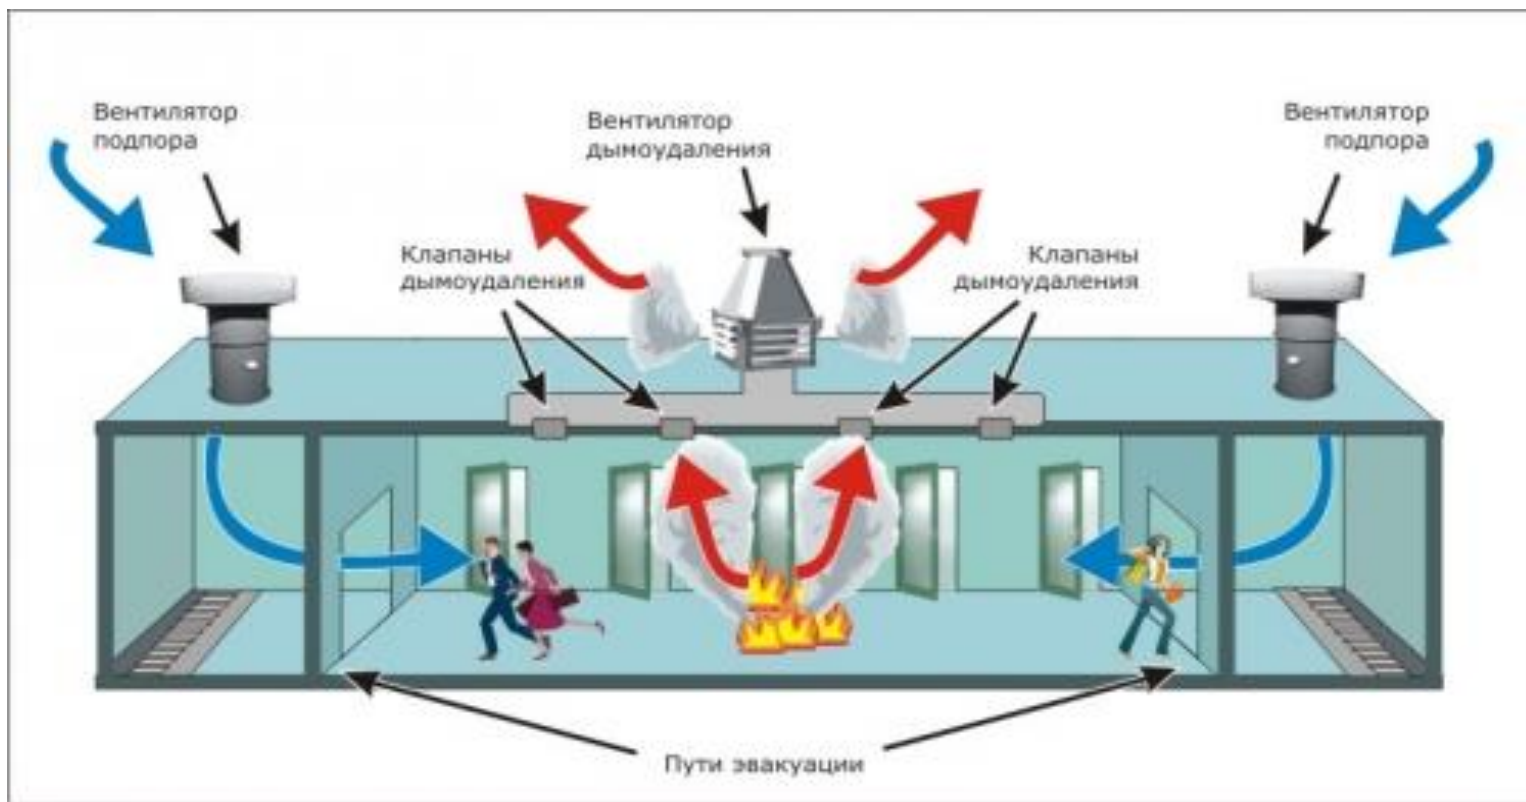 Вентилятор
подпора
Вентилятор
дымоудаления
Вентилятор
подпора
Клапаны
дымоудаления
Клапаны
дымоудаления
Пути эвакуации